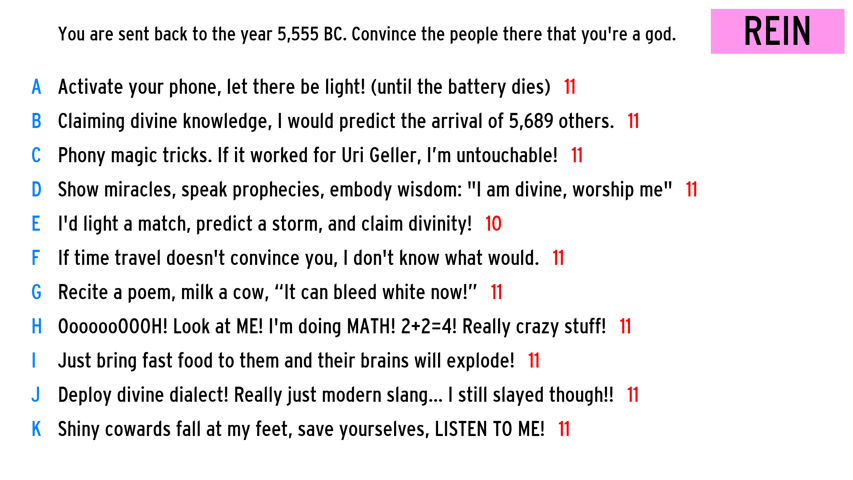 You are sent back to the year 5,555 BC. Convince the people there that you're a god.
REIN
A Activate your phone, let there be light! (until the battery dies) 11
B Claiming divine knowledge, I would predict the arrival of 5,689 others. 11
C Phony magic tricks. If it worked for Uri Geller, I’m untouchable! 11
D Show miracles, speak prophecies, embody wisdom: "I am divine, worship me" 11
E I'd light a match, predict a storm, and claim divinity! 10
F If time travel doesn't convince you, I don't know what would. 11
G Recite a poem, milk a cow, “It can bleed white now!” 11
H OoooooOOOH! Look at ME! I'm doing MATH! 2+2=4! Really crazy stuff! 11
I Just bring fast food to them and their brains will explode! 11
J Deploy divine dialect! Really just modern slang... I still slayed though!! 11
K Shiny cowards fall at my feet, save yourselves, LISTEN TO ME! 11